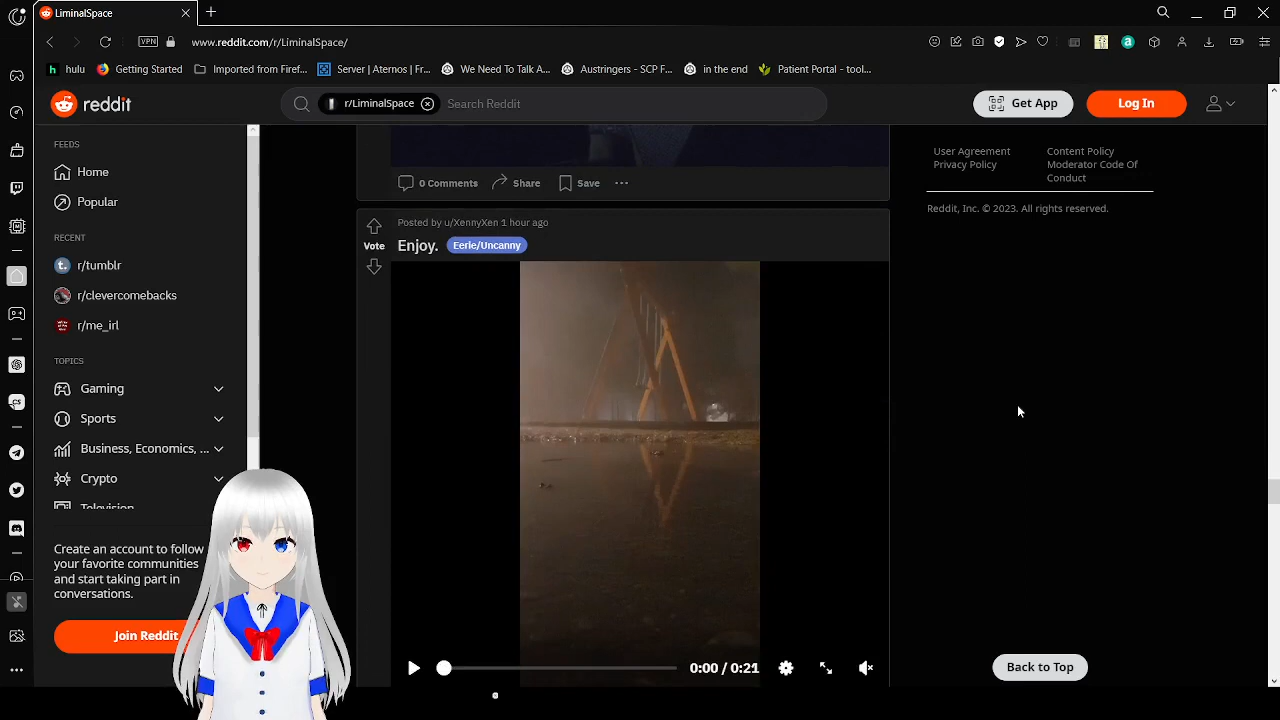 LiminalSpace
VPN
www.reddit.com/r/LiminalSpace/
hulu
Getting Started
Imported from Firef...
Server | Aternos | Fr...
We Need To Talk A...
Austringers - SCP F...
in the end
Patient Portal - tool...
reddit
r/LiminalSpace
Search Reddit
Get App
Log In
FEEDS
Home
Popular
RECENT
r/tumblr
r/clevercomebacks
r/me_irl
TOPICS
Gaming
Sports
Business, Economics, ...
Crypto
Television
Create an account to follow
your favorite communities
and start taking part in
conversations.
Join Reddit
0 Comments
Share
Save
Posted by u/XennyXen 1 hour ago
Vote
Enjoy.
Eerie/Uncanny
0:00 / 0:21
User Agreement
Privacy Policy
Content Policy
Moderator Code Of
Conduct
Reddit, Inc. © 2023. All rights reserved.
Back to Top